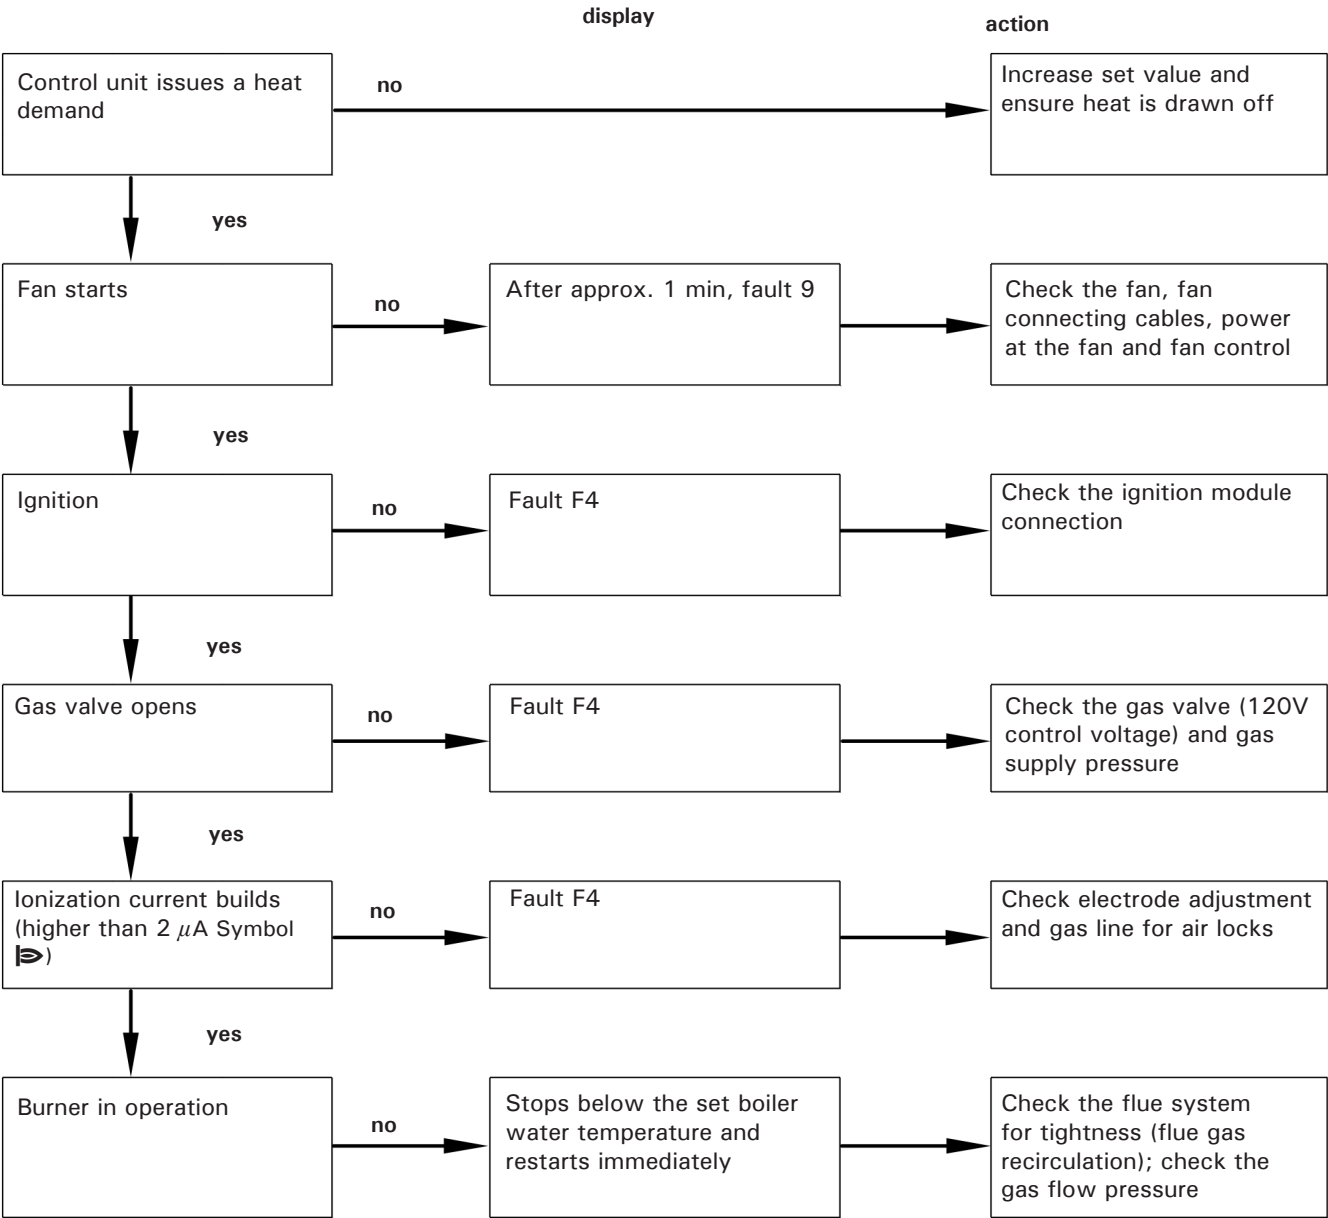 display
action
Control unit issues a heat
demand
no
Increase set value and
ensure heat is drawn off
yes
Fan starts
no
After approx. 1 min, fault 9
Check the fan, fan
connecting cables, power
at the fan and fan control
yes
Ignition
no
Fault F4
Check the ignition module
connection
yes
Gas valve opens
no
Fault F4
Check the gas valve (120V
control voltage) and gas
supply pressure
yes
Ionization current builds
(higher than 2 μA Symbol
)
no
Fault F4
Check electrode adjustment
and gas line for air locks
yes
Burner in operation
no
Stops below the set boiler
water temperature and
restarts immediately
Check the flue system
for tightness (flue gas
recirculation); check the
gas flow pressure